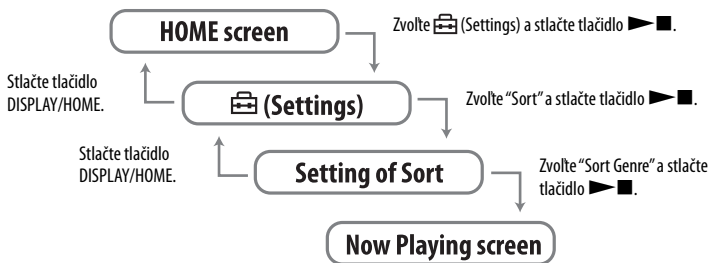 HOME screen
Zvoľte (Settings) a stlačte tlačidlo ►■.
Stlačte tlačidlo
DISPLAY/HOME.
(Settings)
Zvoľte “Sort” a stlačte tlačidlo ►■.
Stlačte tlačidlo
DISPLAY/HOME.
Setting of Sort
Zvoľte “Sort Genre” a stlačte
tlačidlo ►■.
Now Playing screen